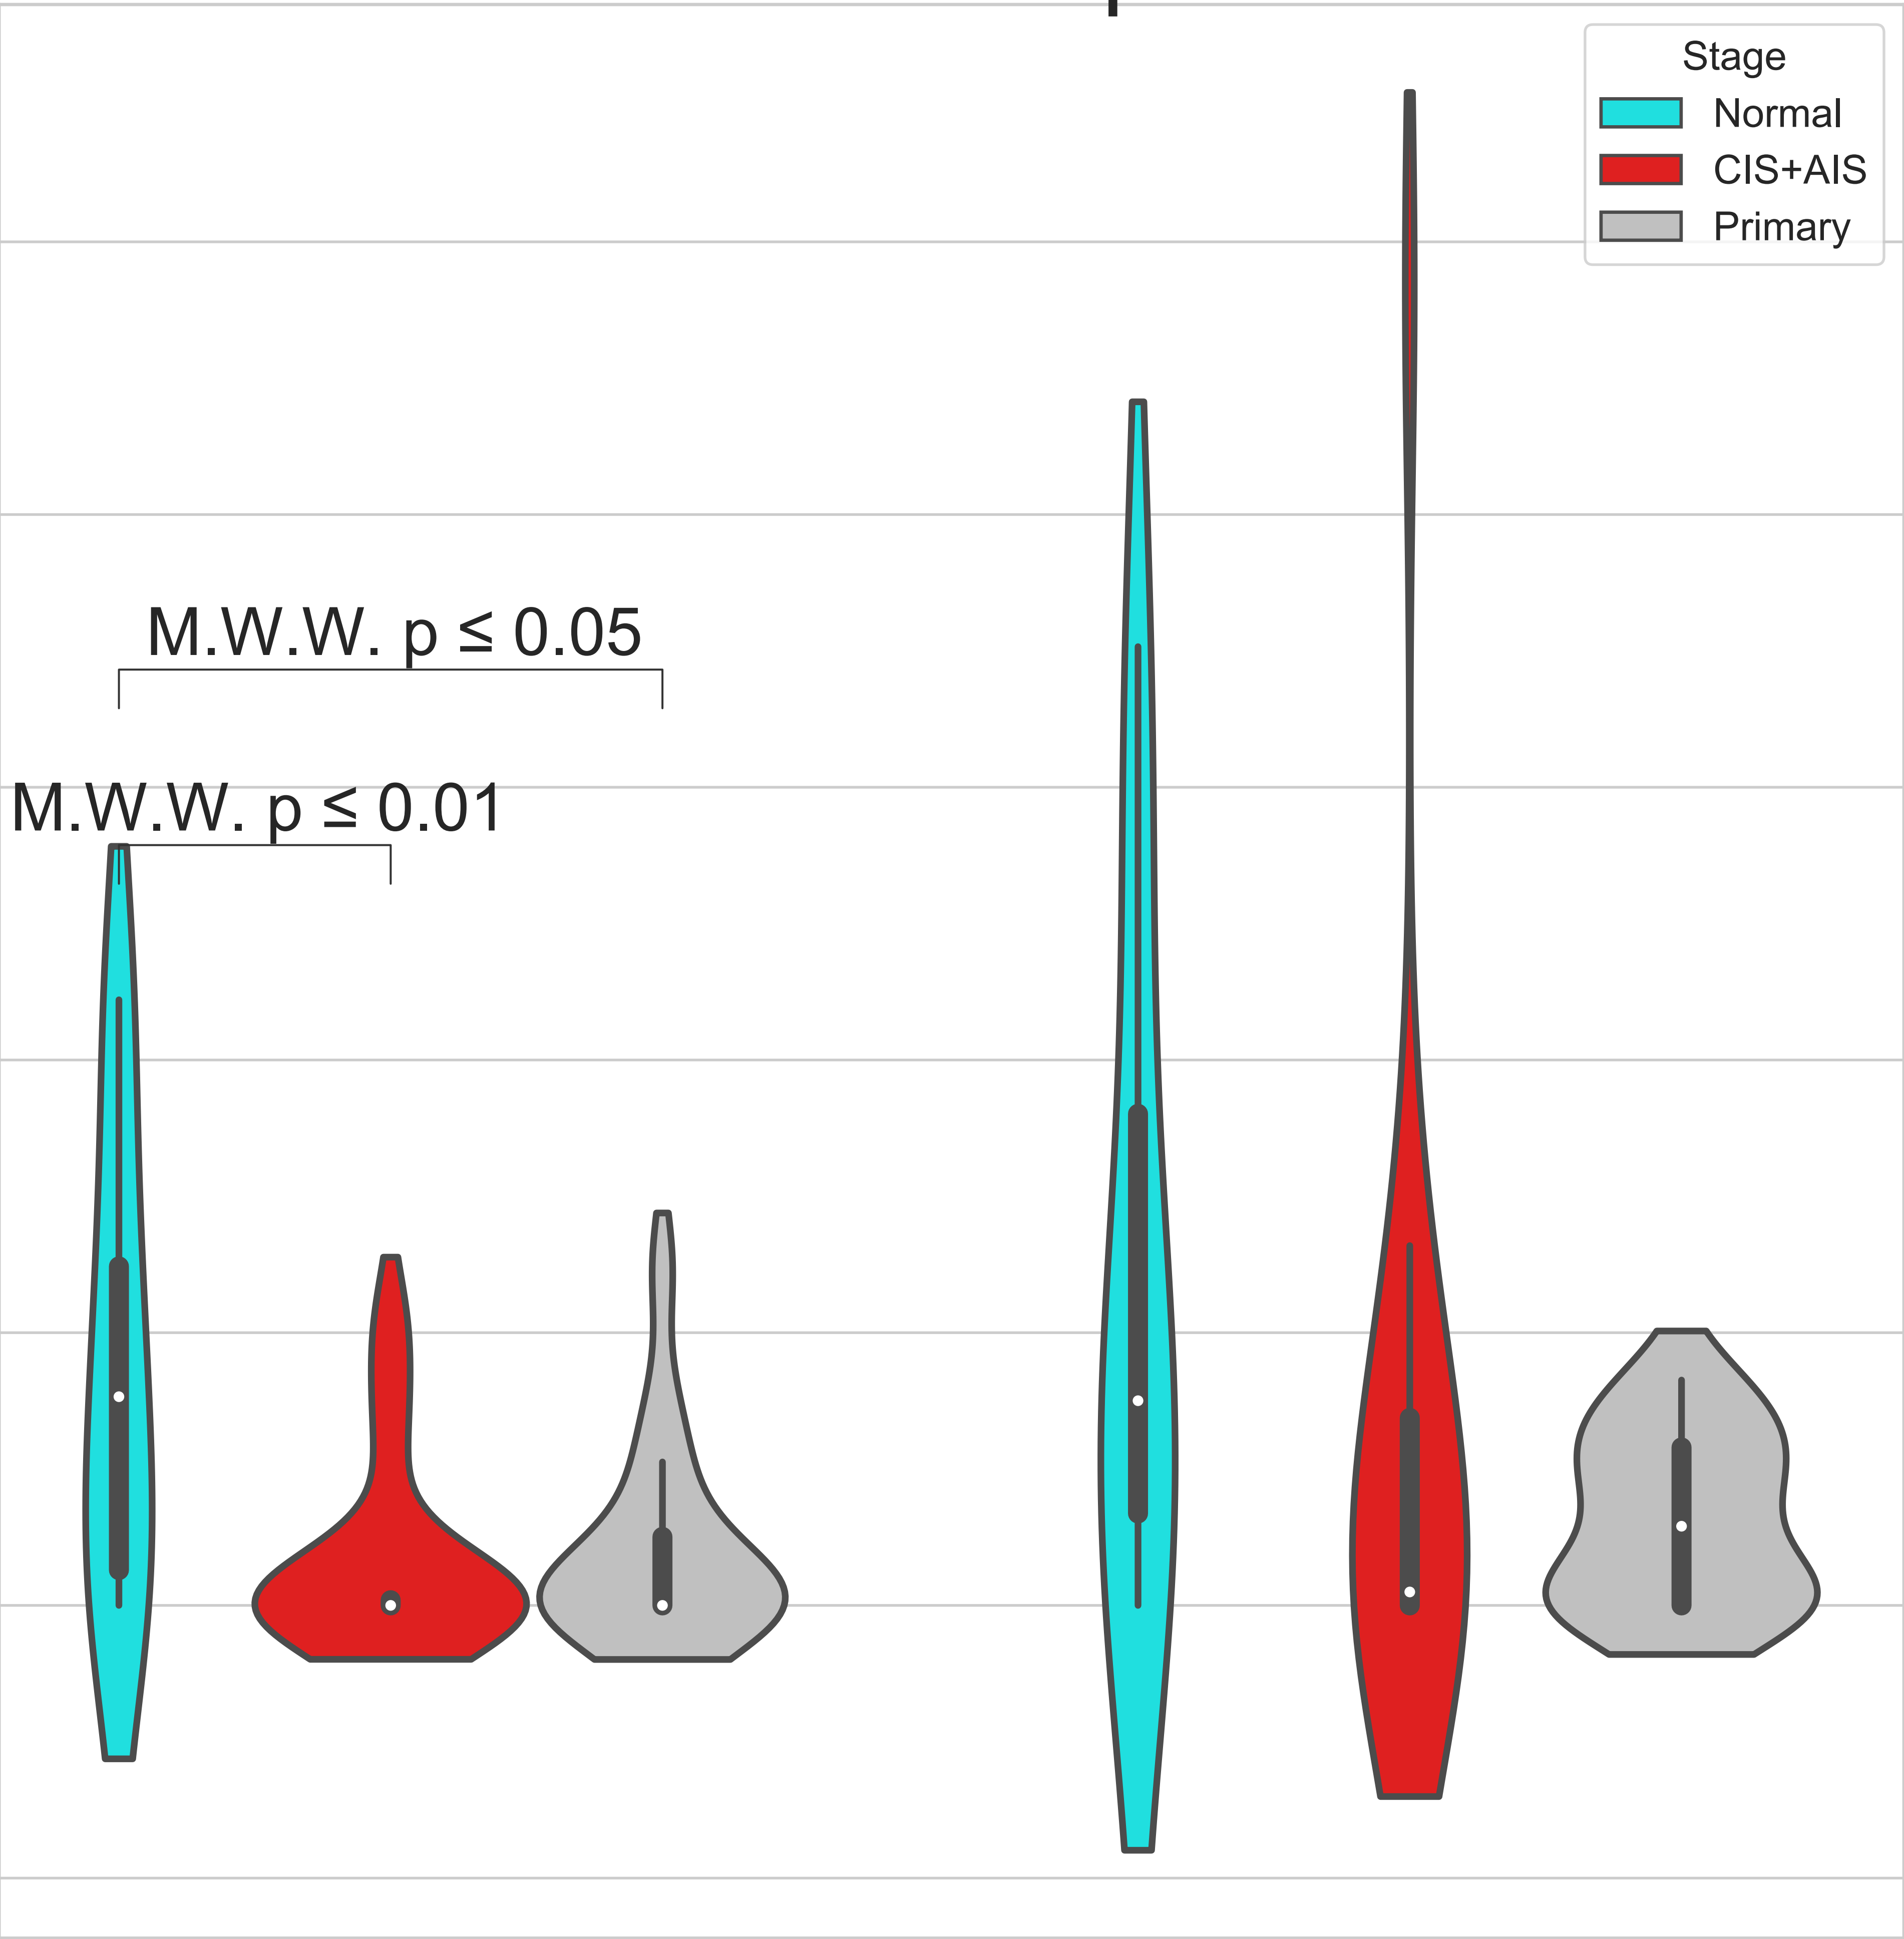 Stage
Normal
CIS+AIS
Primary
M.W.W. p ≤ 0.05
M.W.W. p ≤ 0.01